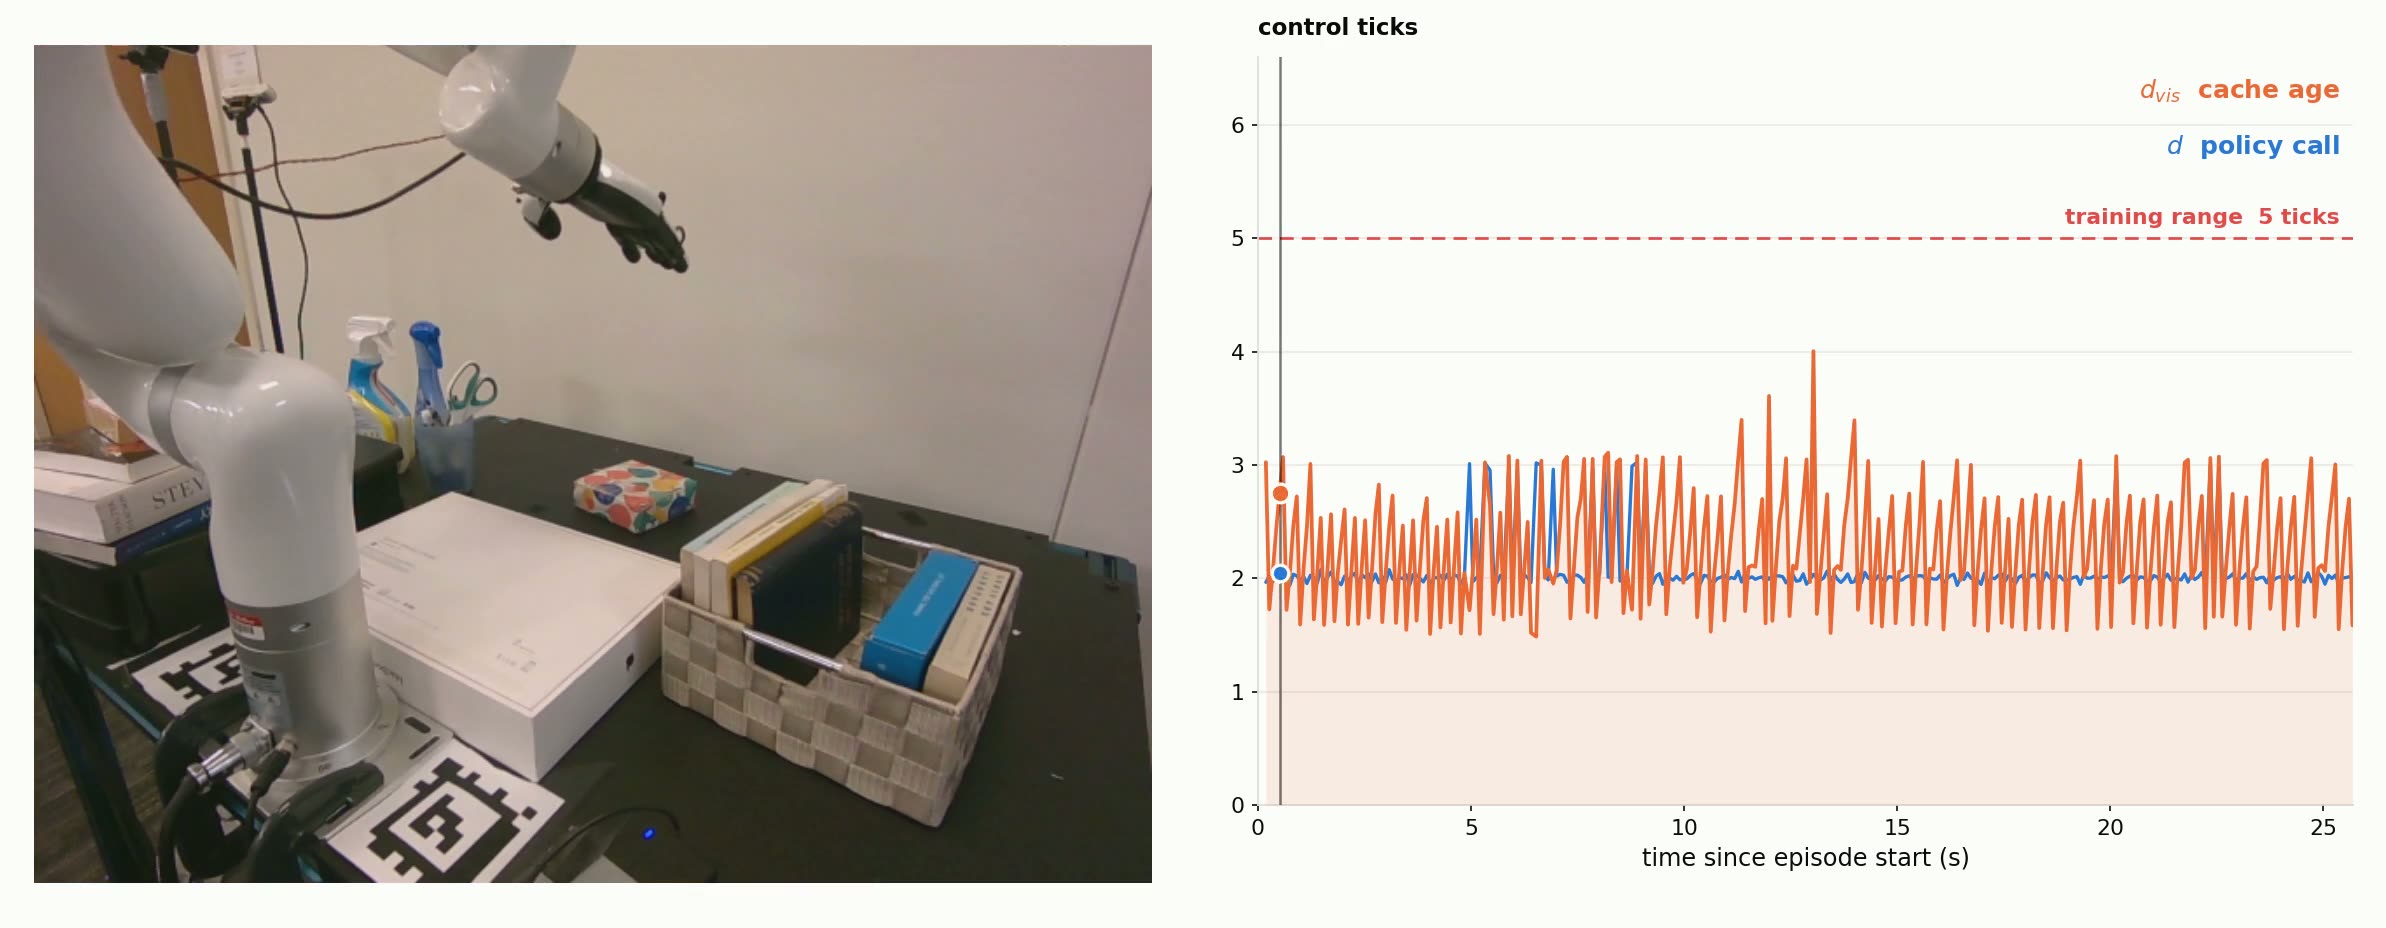 control ticks
d_vis cache age
d policy call
training range 5 ticks
6
5
4
3
2
1
0
0 5 10 15 20 25
time since episode start (s)
STEV